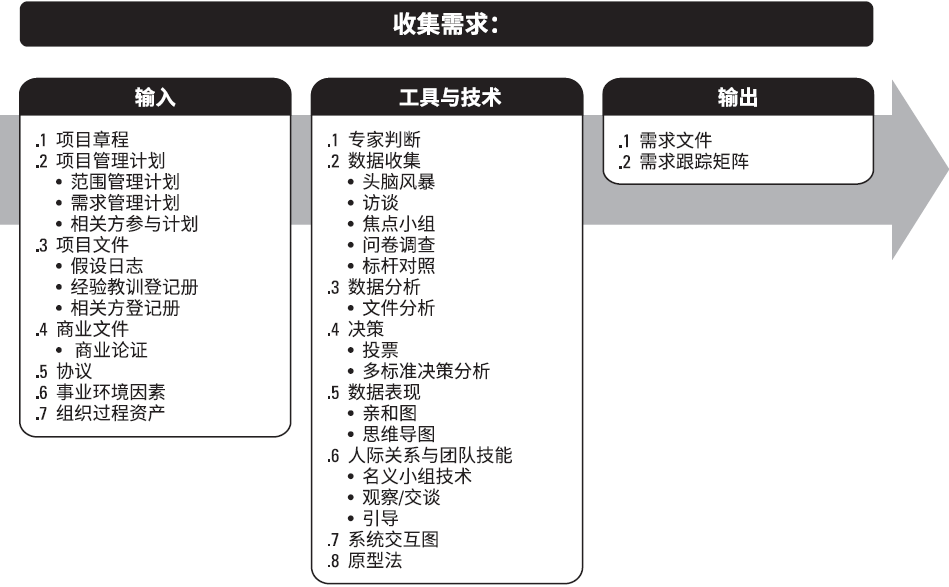 收集需求：
输入
.1 项目章程
.2 项目管理计划
• 范围管理计划
• 需求管理计划
• 相关方参与计划
.3 项目文件
• 假设日志
• 经验教训登记册
• 相关方登记册
.4 商业文件
• 商业论证
.5 协议
.6 事业环境因素
.7 组织过程资产
工具与技术
.1 专家判断
.2 数据收集
• 头脑风暴
• 访谈
• 焦点小组
• 问卷调查
• 标杆对照
.3 数据分析
• 文件分析
.4 决策
• 投票
• 多标准决策分析
.5 数据表现
• 亲和图
• 思维导图
.6 人际关系与团队技能
• 名义小组技术
• 观察/交谈
• 引导
.7 系统交互图
.8 原型法
输出
.1 需求文件
.2 需求跟踪矩阵